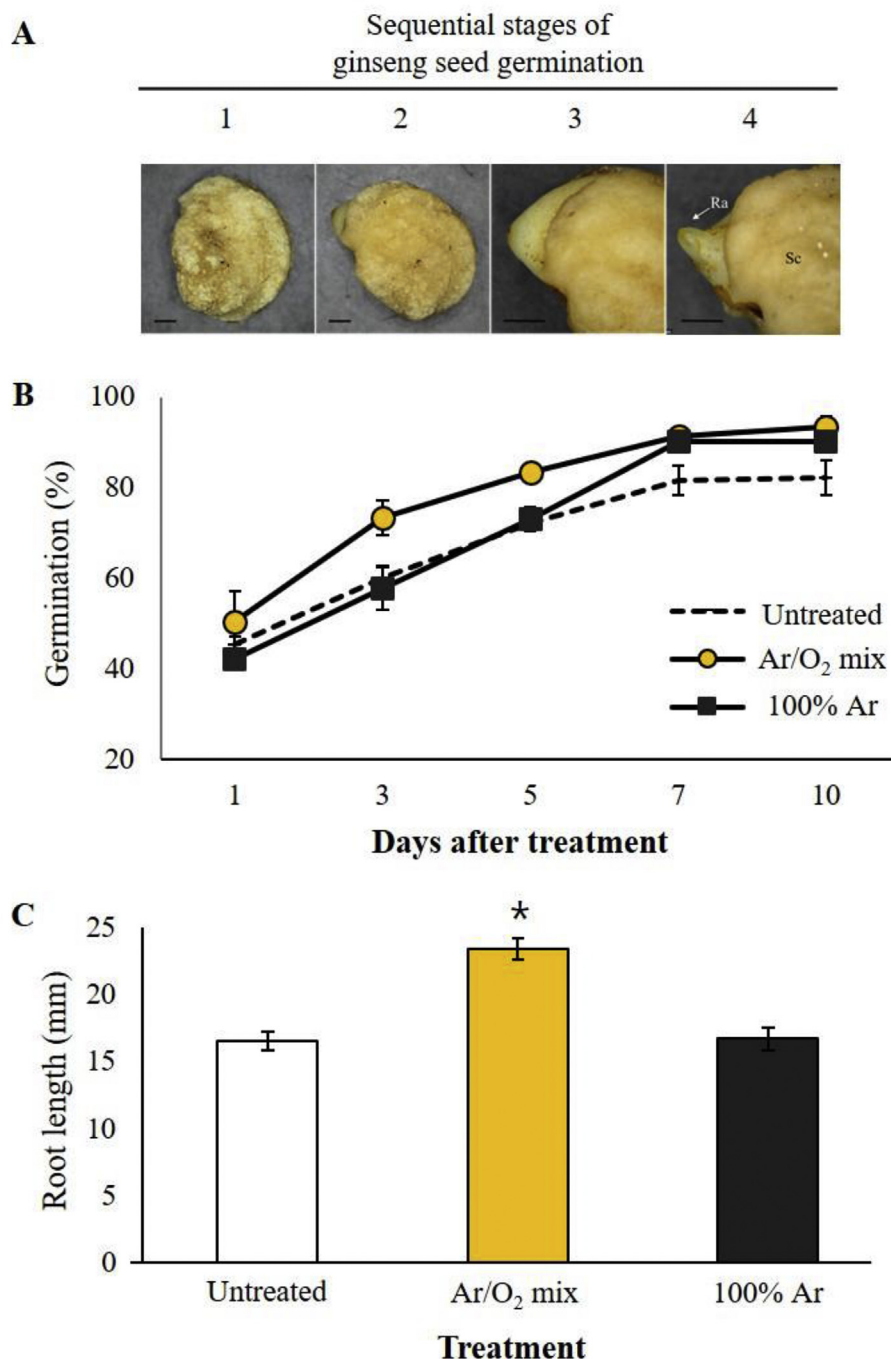 A
Sequential stages of
ginseng seed germination
1 2 3 4
Ra
Sc
B
Germination (%)
100
80
60
40
20
1 3 5 7 10
Days after treatment
Untreated
Ar/O₂ mix
100% Ar
C
Root length (mm)
25
20
15
10
5
0
*
Untreated Ar/O₂ mix 100% Ar
Treatment